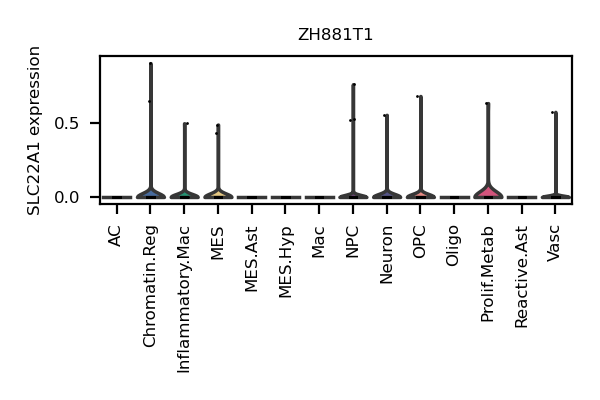 ZH881T1
SLC22A1 expression
0.5
0.0
AC
Chromatin.Reg
Inflammatory.Mac
MES
MES.Ast
MES.Hyp
Mac
NPC
Neuron
OPC
Oligo
Prolif.Metab
Reactive.Ast
Vasc